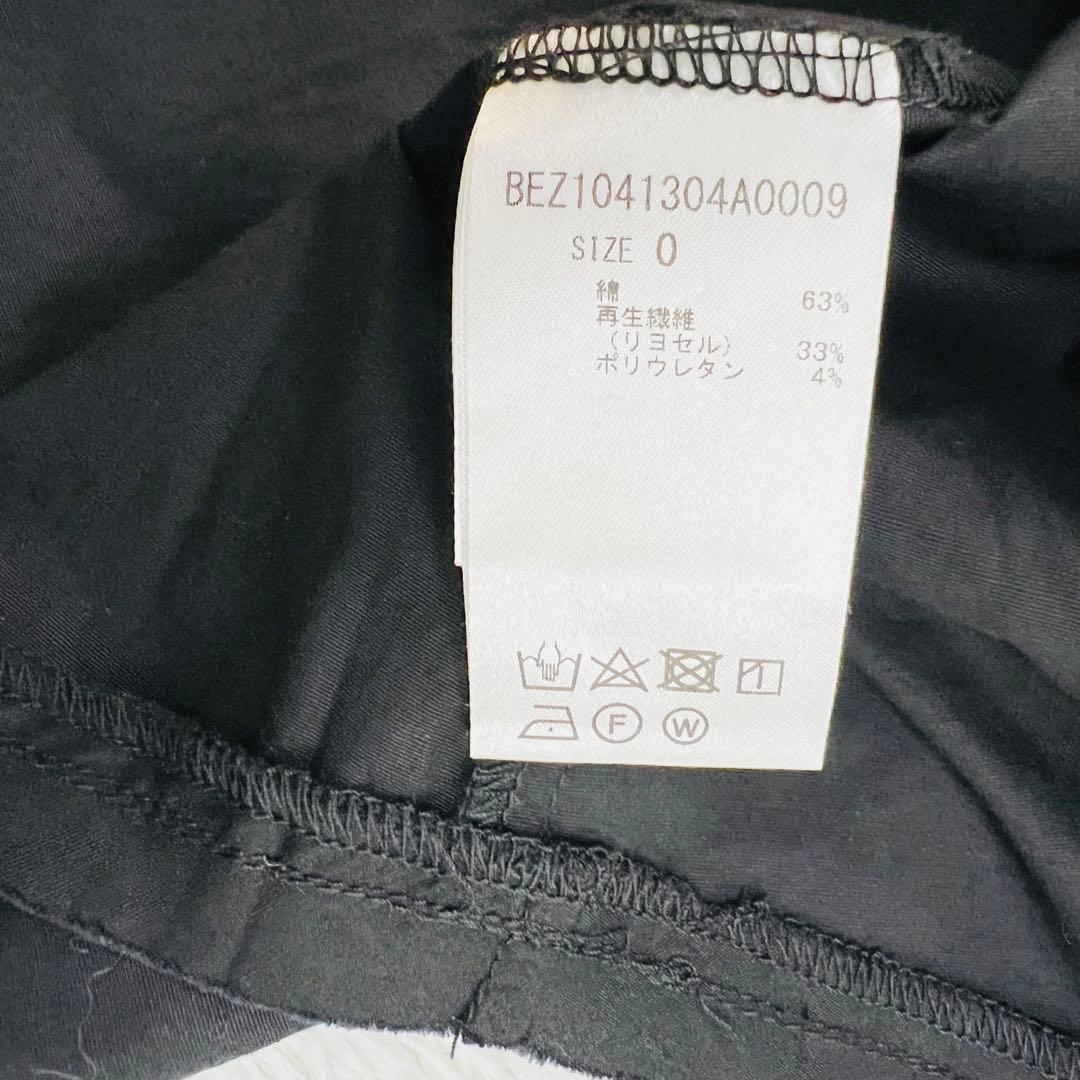 BEZ1041304A0009
SIZE 0
綿 63%
再生繊維
(リヨセル) 33%
ポリウレタン 4%
F W